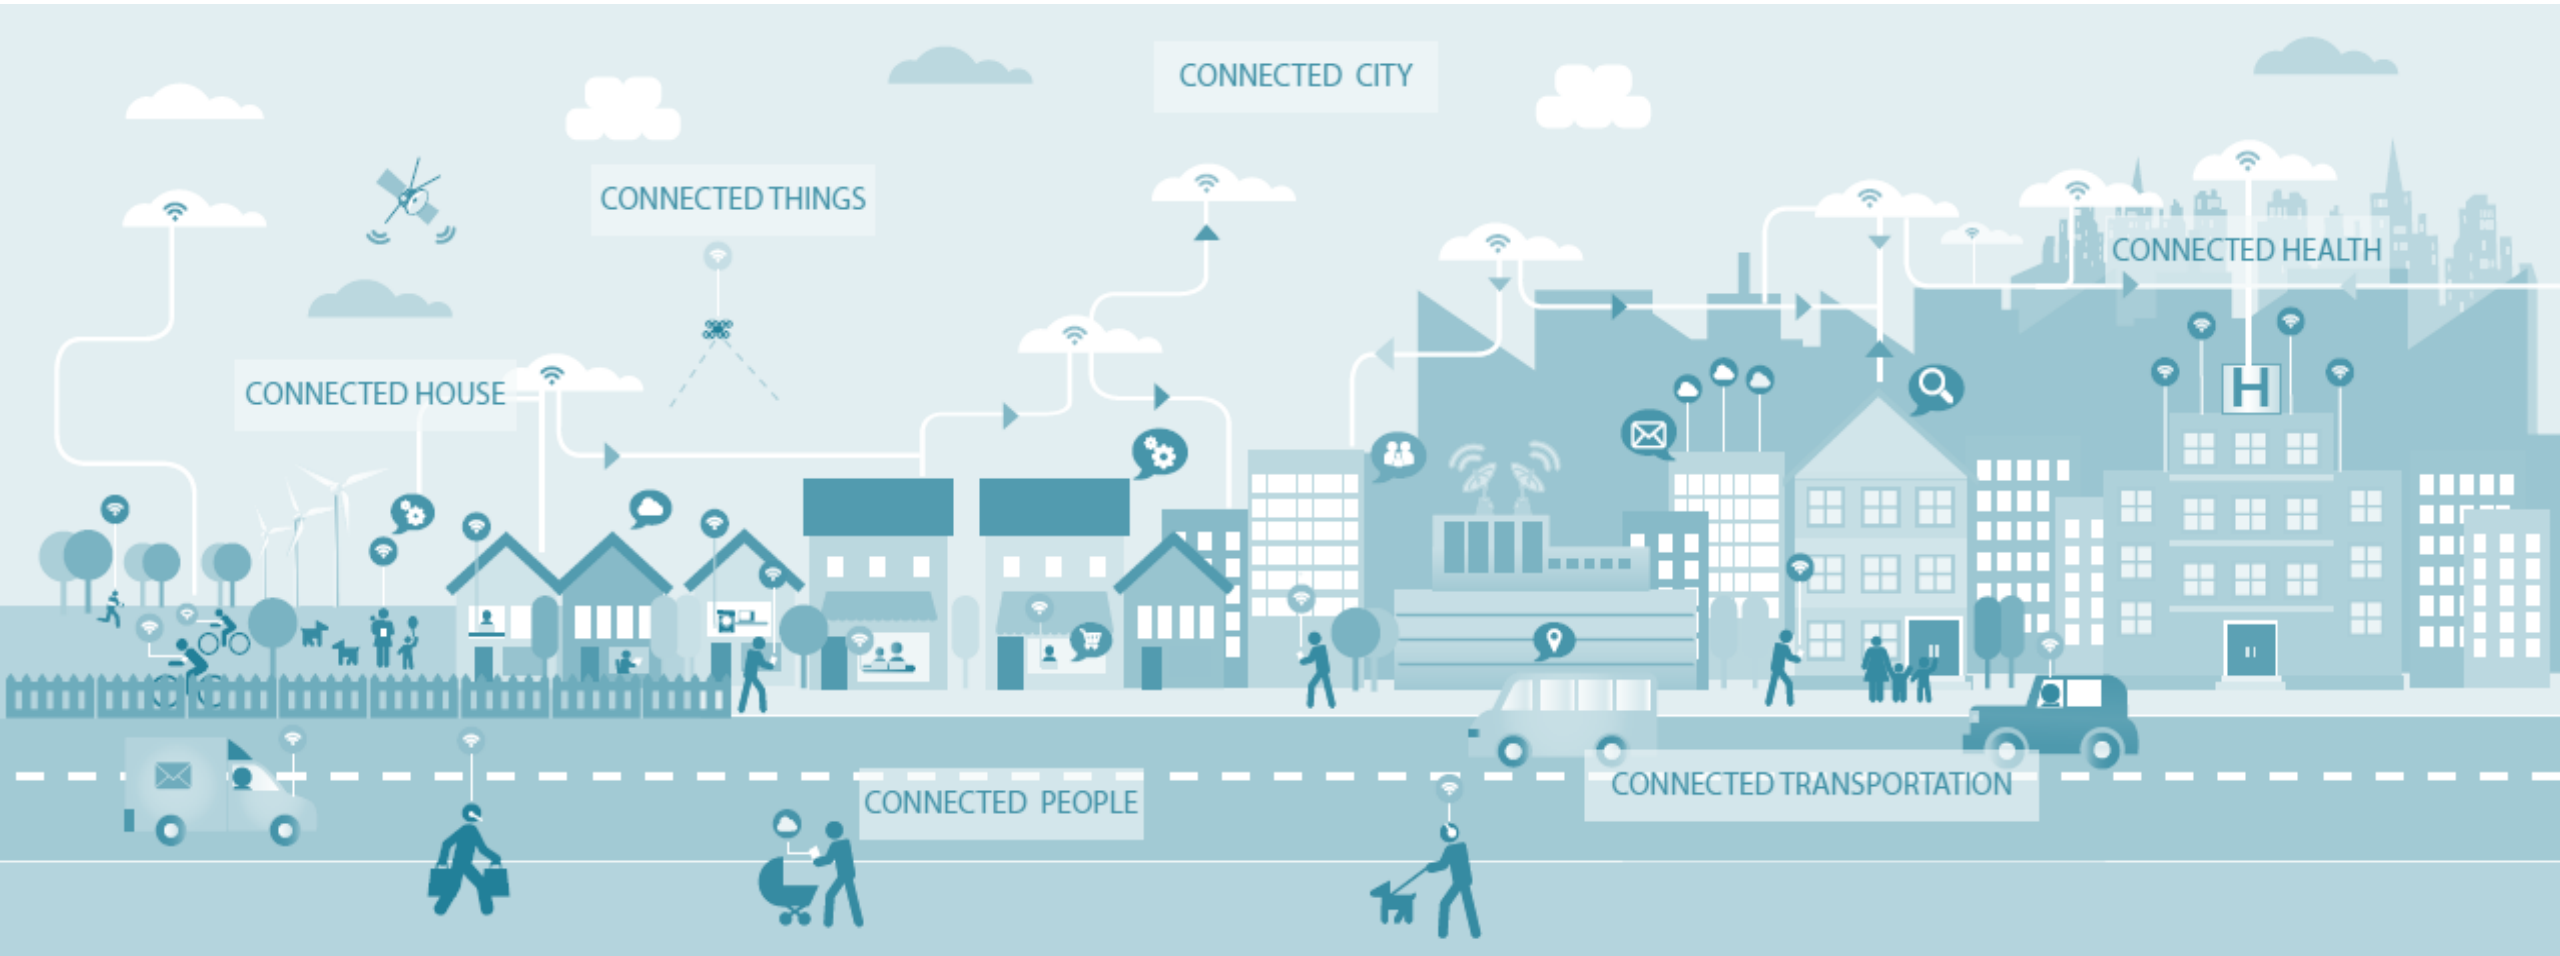 CONNECTED CITY
CONNECTED THINGS
CONNECTED HEALTH
CONNECTED HOUSE
H
CONNECTED PEOPLE
CONNECTED TRANSPORTATION